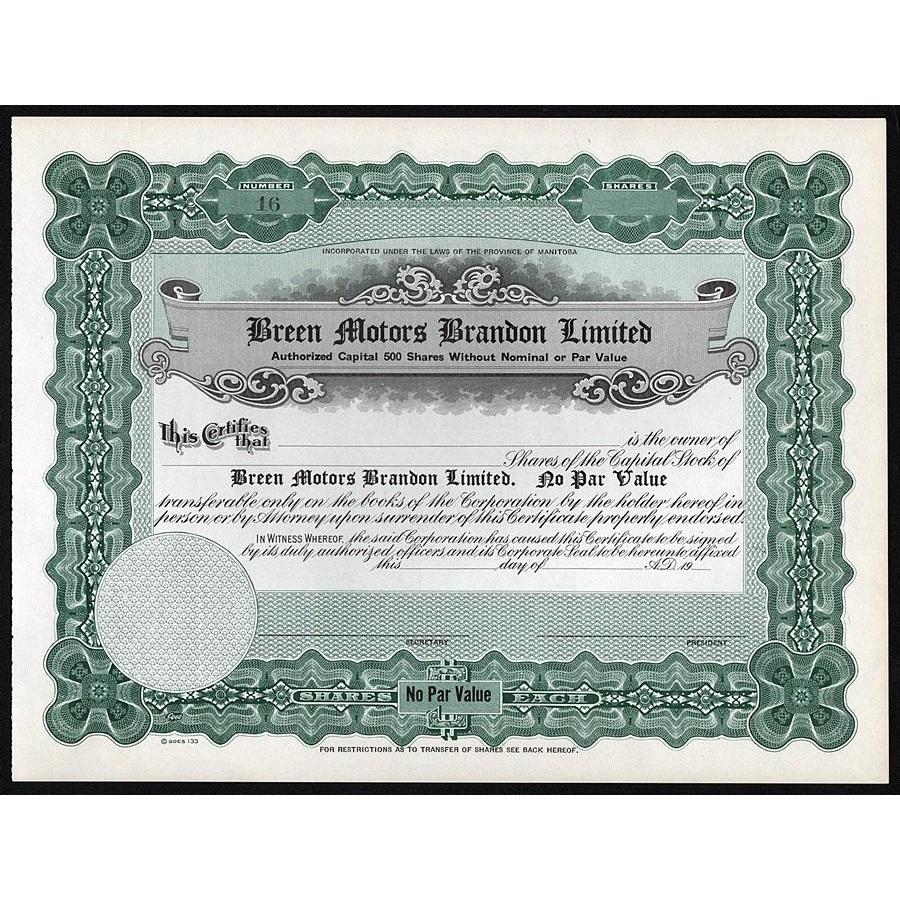 NUMBER
16
SHARES
INCORPORATED UNDER THE LAWS OF THE PROVINCE OF MANITOBA
Breen Motors Brandon Limited
Authorized Capital 500 Shares Without Nominal or Par Value
This Certifies that
is the owner of
Shares of the Capital Stock of
Breen Motors Brandon Limited. No Par Value
transferable only on the books of the Corporation by the holder hereof in
person or by Attorney upon surrender of this Certificate properly endorsed.
IN WITNESS WHEREOF, the said Corporation has caused this Certificate to be signed
by its duly authorized officers and its Corporate Seal to be hereunto affixed
this day of A.D. 19
SECRETARY PRESIDENT
SHARES No Par Value EACH
Goes
© GOES 133
FOR RESTRICTIONS AS TO TRANSFER OF SHARES SEE BACK HEREOF.